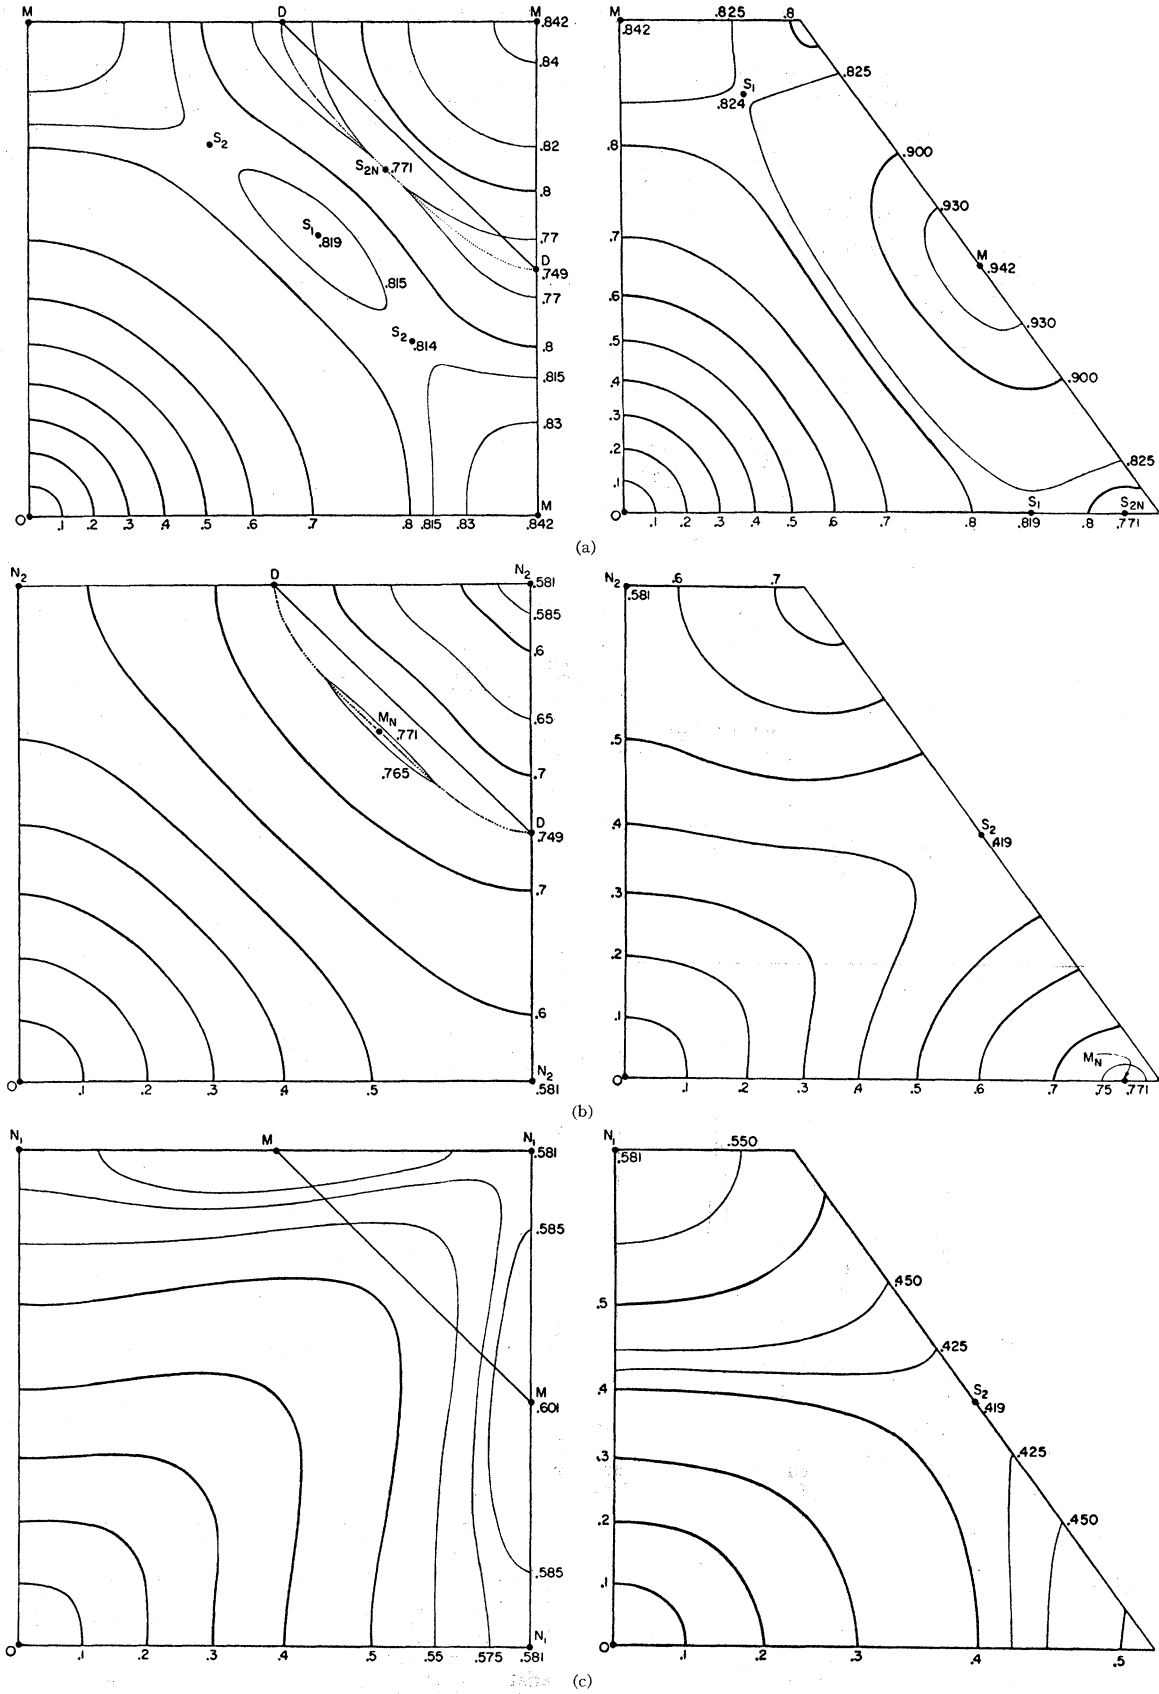 M D M
.842
.84
.82
.8
.77
D
.749
.77
.8
.815
.83
M
.842
S2
S2N .771
S1
.819
.815
S2
.814
O .1 .2 .3 .4 .5 .6 .7 .8 .815 .83
M .825 .8
.842
.825
S1
.824
.900
.930
M
.942
.930
.900
.825
.8
.7
.6
.5
.4
.3
.2
.1
O .1 .2 .3 .4 .5 .6 .7 .8 S1 .819 .8 S2N .771
(a)
N2 D N2
.581
.585
.6
.65
.7
D
.749
.7
.6
N2
.581
MN
.771
.765
O .1 .2 .3 .4 .5
N2 .6 .7
.581
.5
.4
.3
.2
.1
S2
.419
MN
O .1 .2 .3 .4 .5 .6 .7 .75 .771
(b)
N1 M N1
.581
.585
M
.601
.585
N1
O .1 .2 .3 .5 .55 .575 .581
N1 .550
.581
.450
.425
S2
.419
.425
.450
.5
.4
.3
.2
.1
O .1 .2 .3 .4 .5
(c)